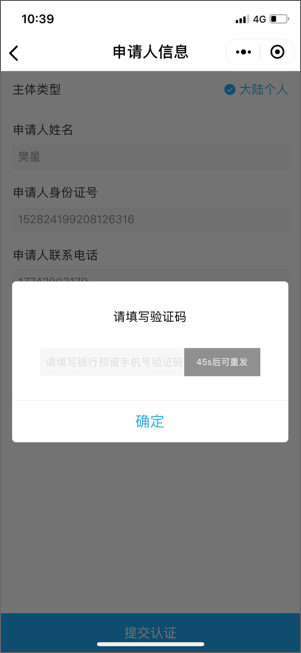 10:39
4G
申请人信息
主体类型
大陆个人
申请人姓名
樊星
申请人身份证号
152824199208126316
申请人联系电话
请填写验证码
请填写银行预留手机号验证码
45s后可重发
确定
提交认证